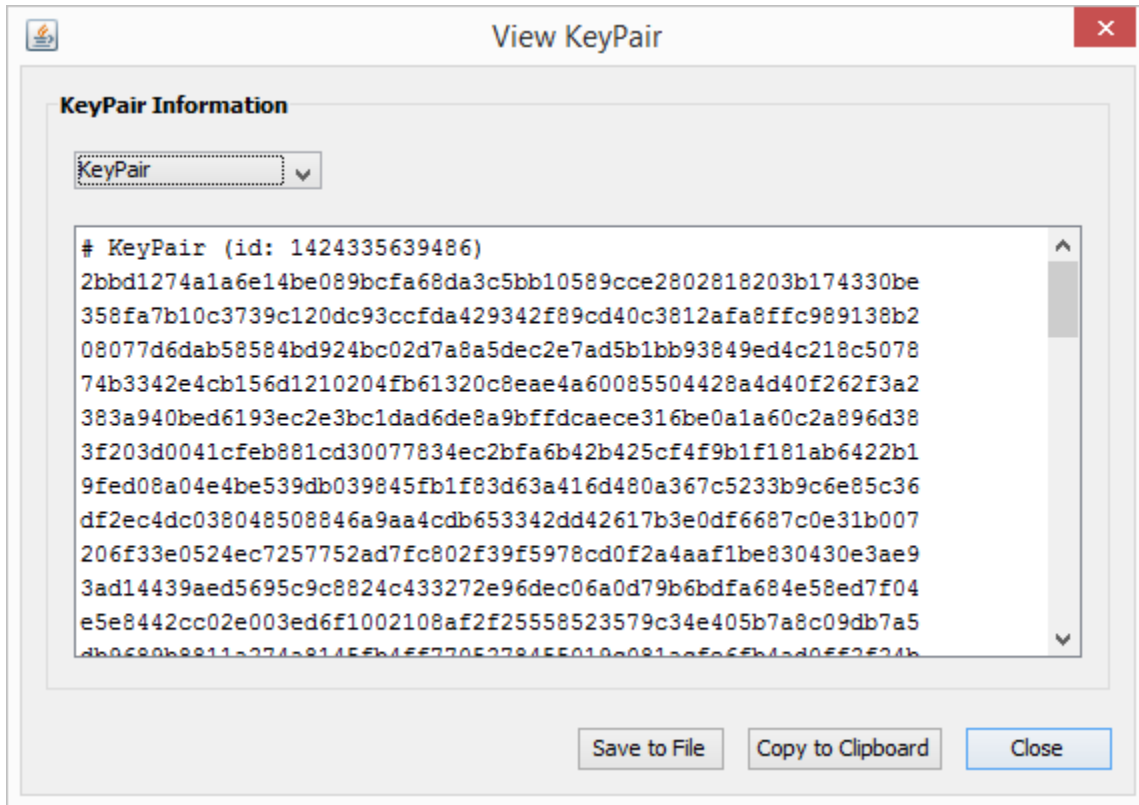 View KeyPair
KeyPair Information
KeyPair
# KeyPair (id: 1424335639486)
2bbd1274a1a6e14be089bcfa68da3c5bb10589cce2802818203b174330be
358fa7b10c3739c120dc93ccfda429342f89cd40c3812afa8ffc989138b2
08077d6dab58584bd924bc02d7a8a5dec2e7ad5b1bb93849ed4c218c5078
74b3342e4cb156d1210204fb61320c8eae4a60085504428a4d40f262f3a2
383a940bed6193ec2e3bc1dad6de8a9bffdcaece316be0a1a60c2a896d38
3f203d0041cfeb881cd30077834ec2bfa6b42b425cf4f9b1f181ab6422b1
9fed08a04e4be539db039845fb1f83d63a416d480a367c5233b9c6e85c36
df2ec4dc038048508846a9aa4cdb653342dd42617b3e0df6687c0e31b007
206f33e0524ec7257752ad7fc802f39f5978cd0f2a4aaf1be830430e3ae9
3ad14439aed5695c9c8824c433272e96dec06a0d79b6bdfa684e58ed7f04
e5e8442cc02e003ed6f1002108af2f25558523579c34e405b7a8c09db7a5
Save to File
Copy to Clipboard
Close